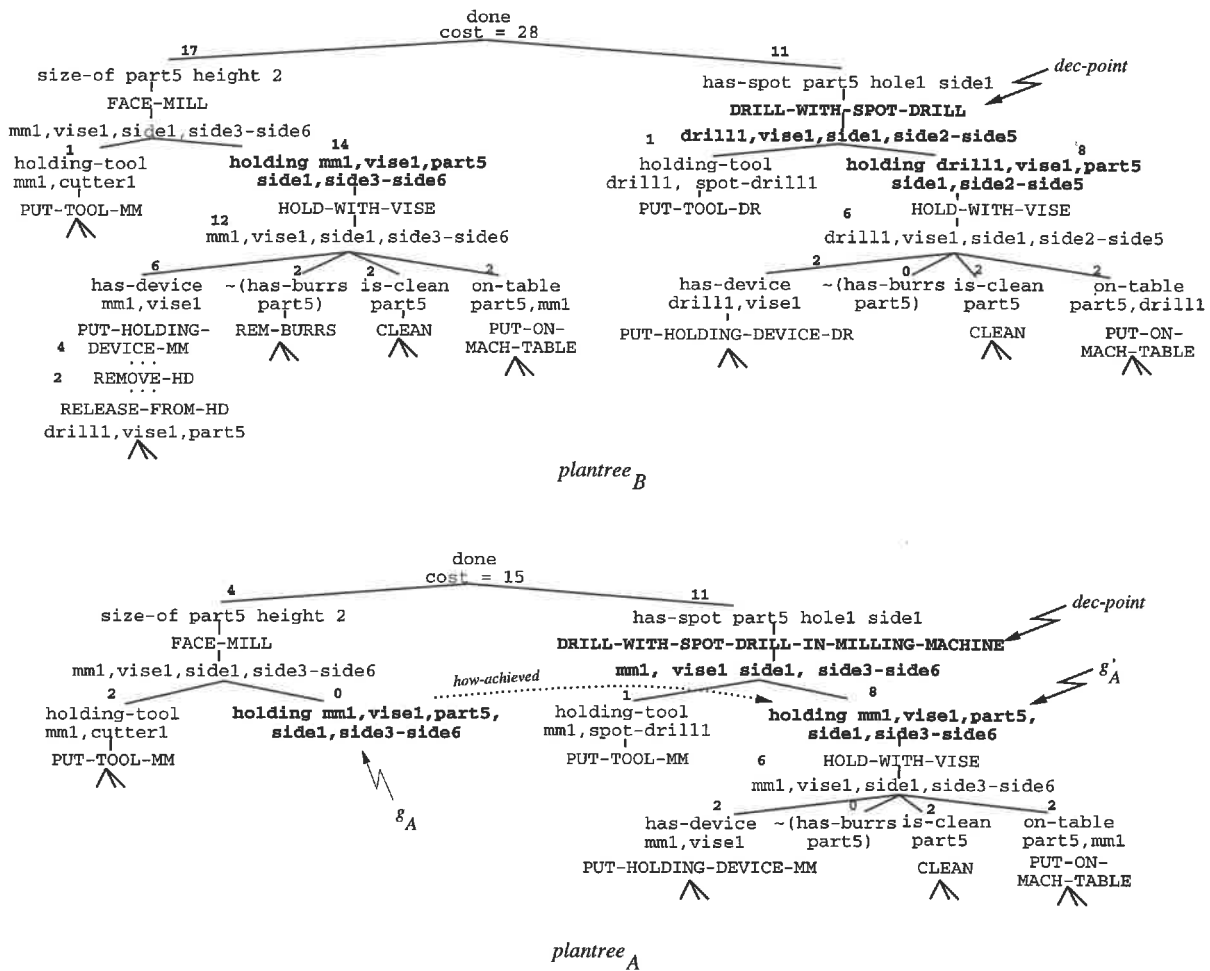 done
cost = 28
17
11
size-of part5 height 2
has-spot part5 hole1 side1
dec-point
FACE-MILL
DRILL-WITH-SPOT-DRILL
mm1,vise1,side1,side3-side6
drill1,vise1,side1,side2-side5
1
14
1
8
holding-tool
mm1,cutter1
holding mm1,vise1,part5
side1,side3-side6
holding-tool
drill1, spot-drill1
holding drill1,vise1,part5
side1,side2-side5
PUT-TOOL-MM
HOLD-WITH-VISE
PUT-TOOL-DR
HOLD-WITH-VISE
12
mm1,vise1,side1,side3-side6
6
drill1,vise1,side1,side2-side5
6
2
2
2
2
0
2
2
has-device
mm1,vise1
~(has-burrs
part5)
is-clean
part5
on-table
part5,mm1
has-device
drill1,vise1
~(has-burrs
part5)
is-clean
part5
on-table
part5,drill1
PUT-HOLDING-
DEVICE-MM
REM-BURRS
CLEAN
PUT-ON-
MACH-TABLE
PUT-HOLDING-DEVICE-DR
CLEAN
PUT-ON-
MACH-TABLE
4
...
2
REMOVE-HD
...
RELEASE-FROM-HD
drill1,vise1,part5
plantree B
done
cost = 15
4
11
size-of part5 height 2
has-spot part5 hole1 side1
dec-point
FACE-MILL
DRILL-WITH-SPOT-DRILL-IN-MILLING-MACHINE
mm1,vise1,side1,side3-side6
mm1, vise1 side1, side3-side6
g'A
2
0
how-achieved
1
8
holding-tool
mm1,cutter1
holding mm1,vise1,part5,
side1,side3-side6
holding-tool
mm1,spot-drill1
holding mm1,vise1,part5,
side1,side3-side6
PUT-TOOL-MM
PUT-TOOL-MM
HOLD-WITH-VISE
6
mm1,vise1,side1,side3-side6
gA
2
0
2
2
has-device
mm1,vise1
~(has-burrs
part5)
is-clean
part5
on-table
part5,mm1
PUT-HOLDING-DEVICE-MM
CLEAN
PUT-ON-
MACH-TABLE
plantree A